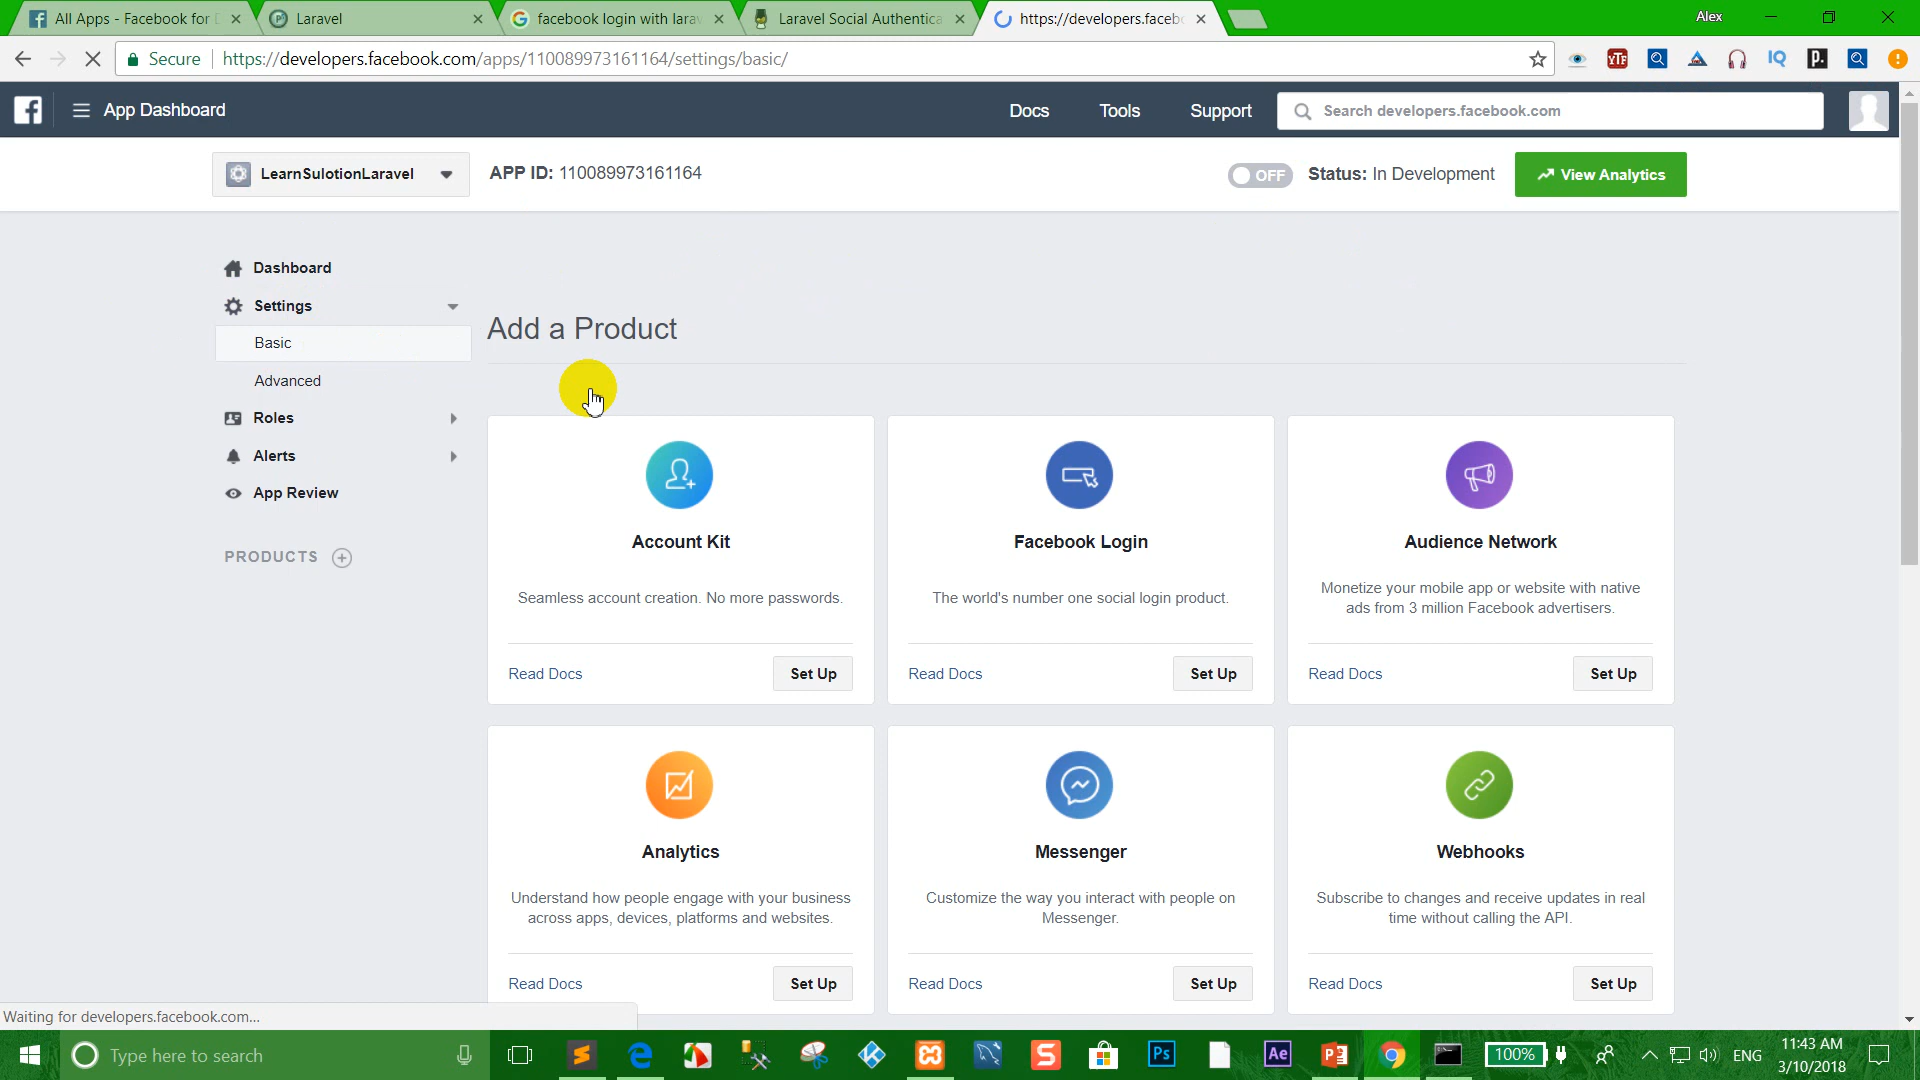 All Apps - Facebook for D
Laravel
facebook login with larav
Laravel Social Authentica
https://developers.faceb
Alex
Secure
https://developers.facebook.com/apps/110089973161164/settings/basic/
YTF
IQ
p.
App Dashboard
Docs
Tools
Support
Search developers.facebook.com
LearnSulotionLaravel
APP ID: 110089973161164
OFF
Status: In Development
View Analytics
Dashboard
Settings
Basic
Advanced
Roles
Alerts
App Review
PRODUCTS
Add a Product
Account Kit
Seamless account creation. No more passwords.
Read Docs
Set Up
Facebook Login
The world's number one social login product.
Read Docs
Set Up
Audience Network
Monetize your mobile app or website with native
ads from 3 million Facebook advertisers.
Read Docs
Set Up
Analytics
Understand how people engage with your business
across apps, devices, platforms and websites.
Read Docs
Set Up
Messenger
Customize the way you interact with people on
Messenger.
Read Docs
Set Up
Webhooks
Subscribe to changes and receive updates in real
time without calling the API.
Read Docs
Set Up
Waiting for developers.facebook.com...
Type here to search
Ps
Ae
100%
ENG
11:43 AM
3/10/2018